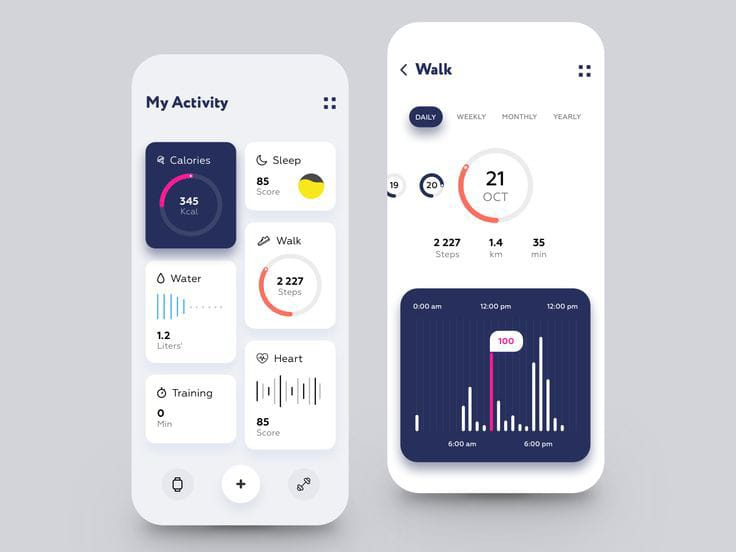 My Activity
Calories
345
Kcal
Sleep
85
Score
Walk
2 227
Steps
Water
1.2
Liters'
Heart
85
Score
Training
0
Min
+
Walk
DAILY
WEEKLY
MONTHLY
YEARLY
19
20
21
OCT
2 227
Steps
1.4
km
35
min
0:00 am
12:00 pm
12:00 pm
100
6:00 am
6:00 pm